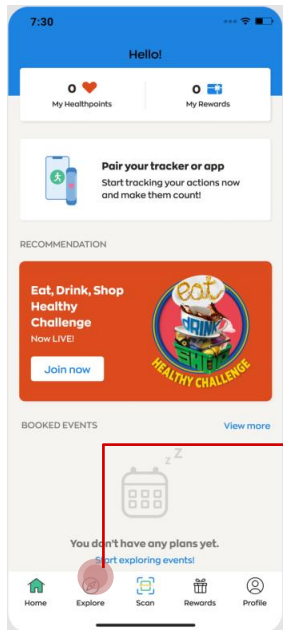 7:30
Hello!
0
0
My Healthpoints
My Rewards
Pair your tracker or app
Start tracking your actions now
and make them count!
RECOMMENDATION
Eat, Drink, Shop
Healthy
Challenge
Now LIVE!
Join now
eat
DRINK
SHOP
HEALTHY CHALLENGE
BOOKED EVENTS
View more
z Z
You don't have any plans yet.
Start exploring events!
Home
Explore
Scan
Rewards
Profile